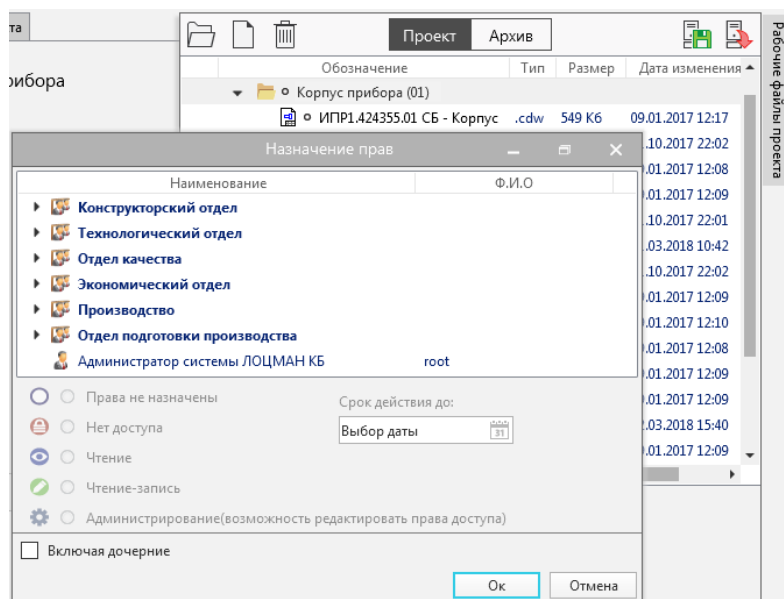 та
Проект Архив
Обозначение Тип Размер Дата изменения
рибора
Корпус прибора (01)
ИПР1.424355.01 СБ - Корпус .cdw 549 Кб 09.01.2017 12:17
Назначение прав
.10.2017 22:02
Наименование Ф.И.О
.01.2017 12:08
Конструкторский отдел
.01.2017 12:09
Технологический отдел
.10.2017 22:01
Отдел качества
.03.2018 10:42
Экономический отдел
.10.2017 22:02
Производство
.01.2017 12:09
Отдел подготовки производства
.01.2017 12:10
Администратор системы ЛОЦМАН КБ root
.01.2017 12:08
.01.2017 12:09
Права не назначены
Срок действия до:
.01.2017 12:09
Нет доступа
Выбор даты
31
.03.2018 15:40
Чтение
.01.2017 12:09
Чтение-запись
Администрирование(возможность редактировать права доступа)
Включая дочерние
Ок Отмена
Рабочие файлы проекта